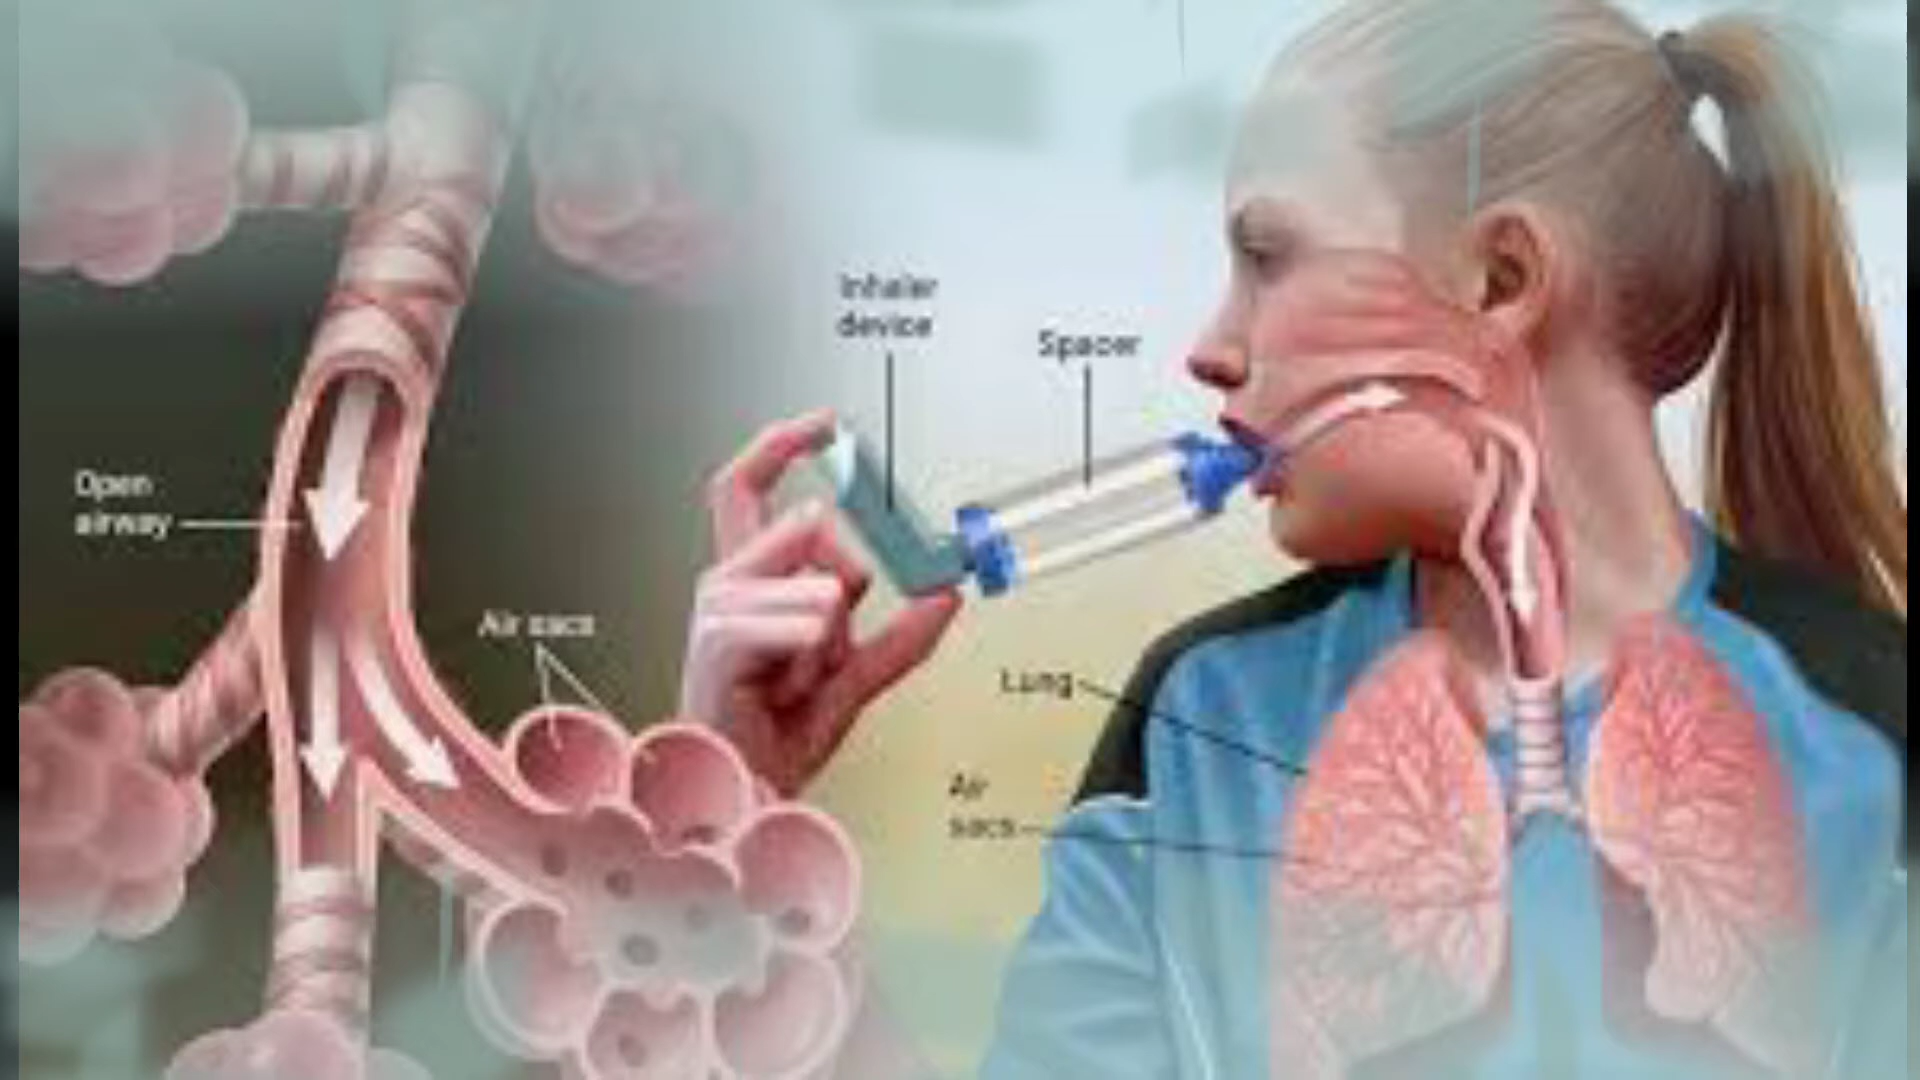 Inhaler
device
Spacer
Open
airway
Air sacs
Lung
Air
sacs